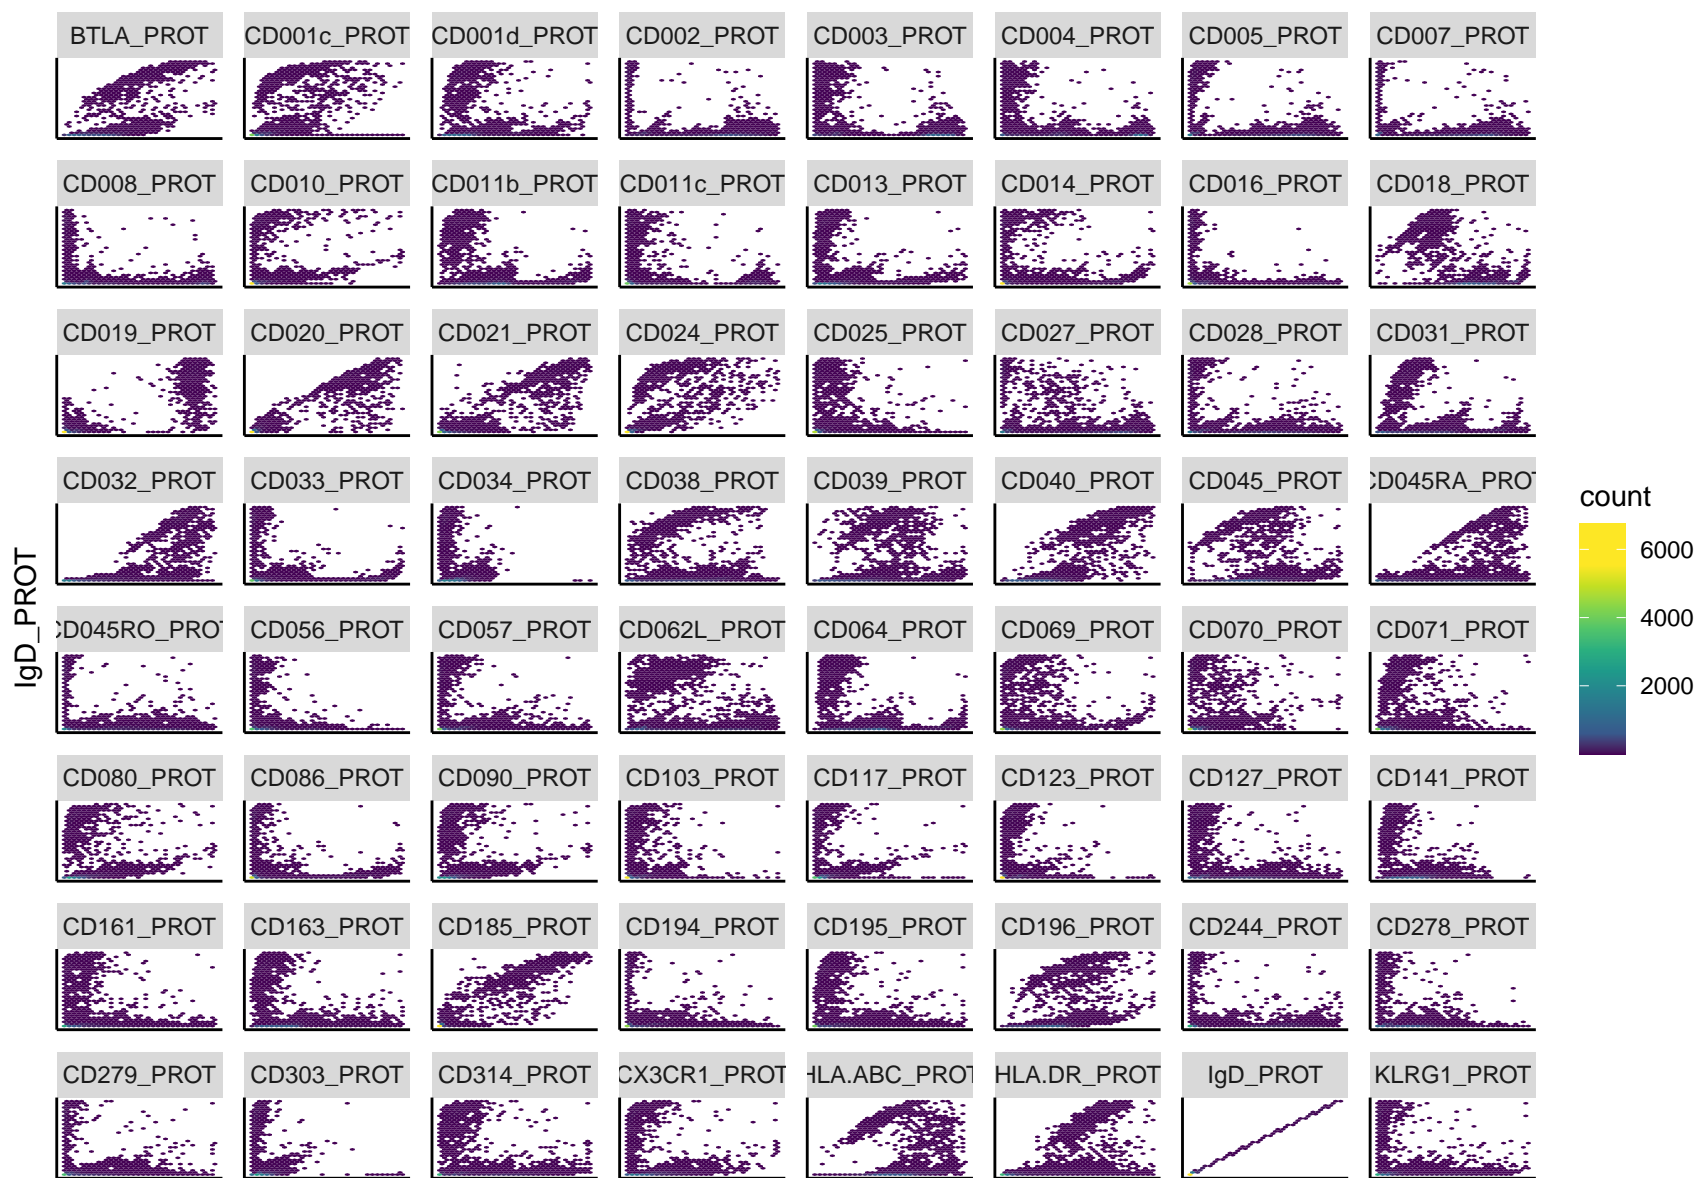 BTLA_PROT CD001c_PROT CD001d_PROT CD002_PROT CD003_PROT CD004_PROT CD005_PROT CD007_PROT
CD008_PROT CD010_PROT CD011b_PROT CD011c_PROT CD013_PROT CD014_PROT CD016_PROT CD018_PROT
CD019_PROT CD020_PROT CD021_PROT CD024_PROT CD025_PROT CD027_PROT CD028_PROT CD031_PROT
CD032_PROT CD033_PROT CD034_PROT CD038_PROT CD039_PROT CD040_PROT CD045_PROT CD045RA_PROT
CD045RO_PROT CD056_PROT CD057_PROT CD062L_PROT CD064_PROT CD069_PROT CD070_PROT CD071_PROT
CD080_PROT CD086_PROT CD090_PROT CD103_PROT CD117_PROT CD123_PROT CD127_PROT CD141_PROT
CD161_PROT CD163_PROT CD185_PROT CD194_PROT CD195_PROT CD196_PROT CD244_PROT CD278_PROT
CD279_PROT CD303_PROT CD314_PROT CX3CR1_PROT HLA.ABC_PROT HLA.DR_PROT IgD_PROT KLRG1_PROT
IgD_PROT
count
6000
4000
2000